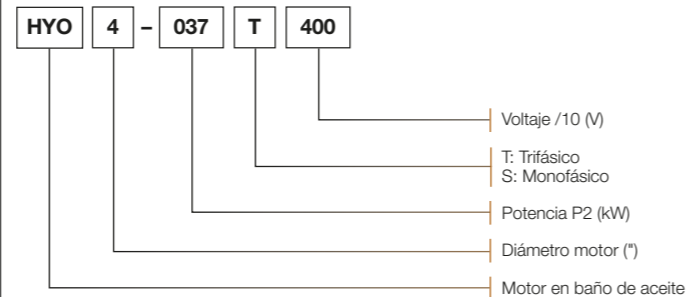 HYO 4 - 037 T 400
Voltaje /10 (V)
T: Trifásico
S: Monofásico
Potencia P2 (kW)
Diámetro motor (")
Motor en baño de aceite